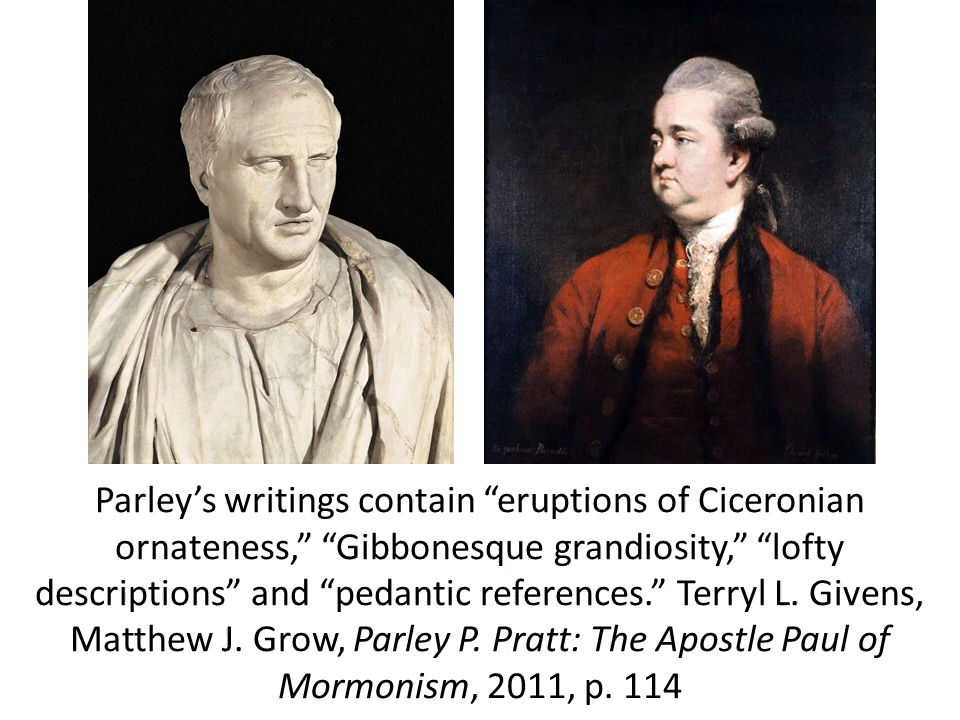 Parley’s writings contain “eruptions of Ciceronian
ornateness,” “Gibbonesque grandiosity,” “lofty
descriptions” and “pedantic references.” Terryl L. Givens,
Matthew J. Grow, Parley P. Pratt: The Apostle Paul of
Mormonism, 2011, p. 114